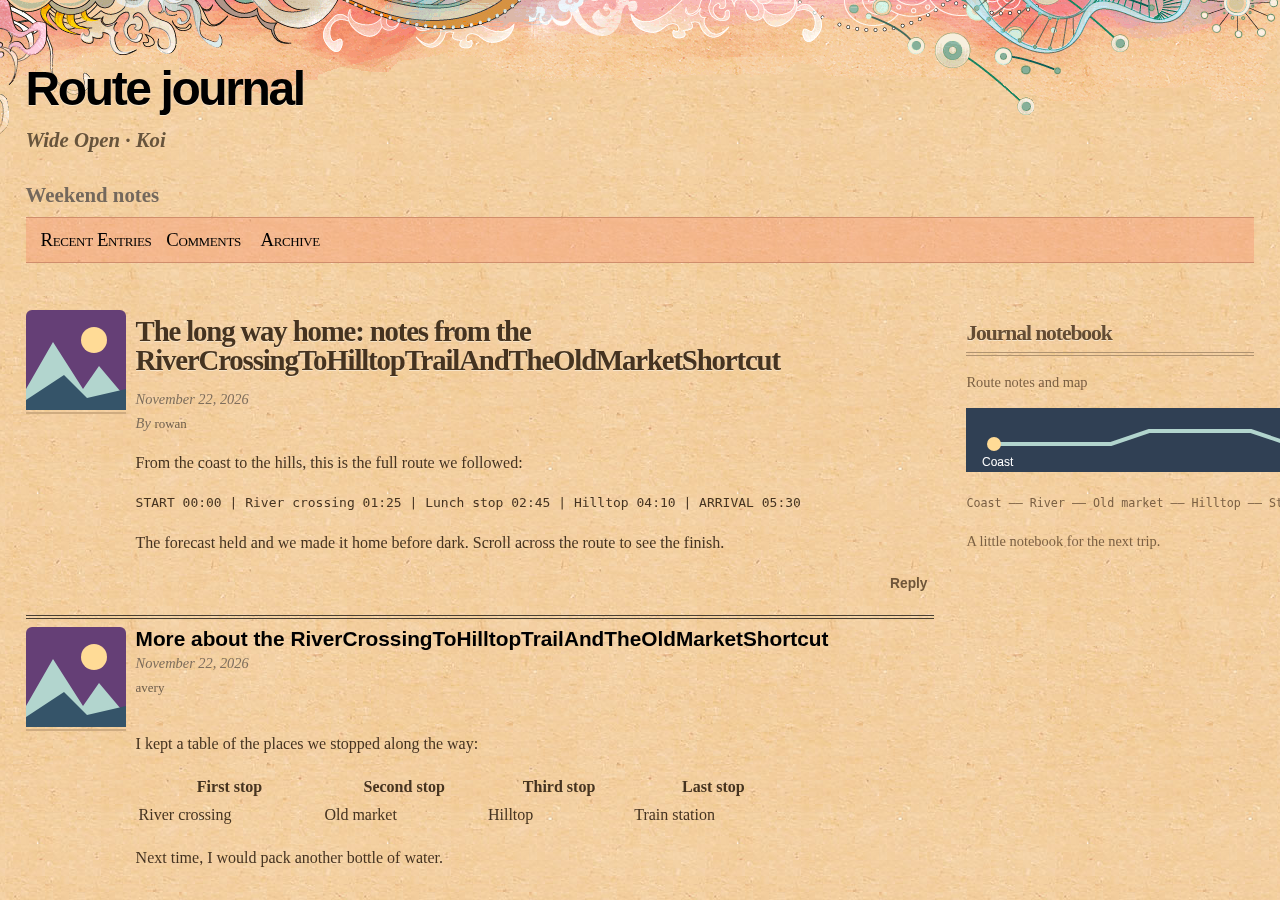 Route journal
Wide Open · Koi
Weekend notes
Recent Entries Comments Archive
The long way home: notes from the
RiverCrossingToHilltopTrailAndTheOldMarketShortcut
November 22, 2026
By rowan
From the coast to the hills, this is the full route we followed:
START 00:00 | River crossing 01:25 | Lunch stop 02:45 | Hilltop 04:10 | ARRIVAL 05:30
The forecast held and we made it home before dark. Scroll across the route to see the finish.
Reply
More about the RiverCrossingToHilltopTrailAndTheOldMarketShortcut
November 22, 2026
avery
I kept a table of the places we stopped along the way:
First stop Second stop Third stop Last stop
River crossing Old market Hilltop Train station
Next time, I would pack another bottle of water.
Journal notebook
Route notes and map
Coast
Coast —— River —— Old market —— Hilltop ——
A little notebook for the next trip.